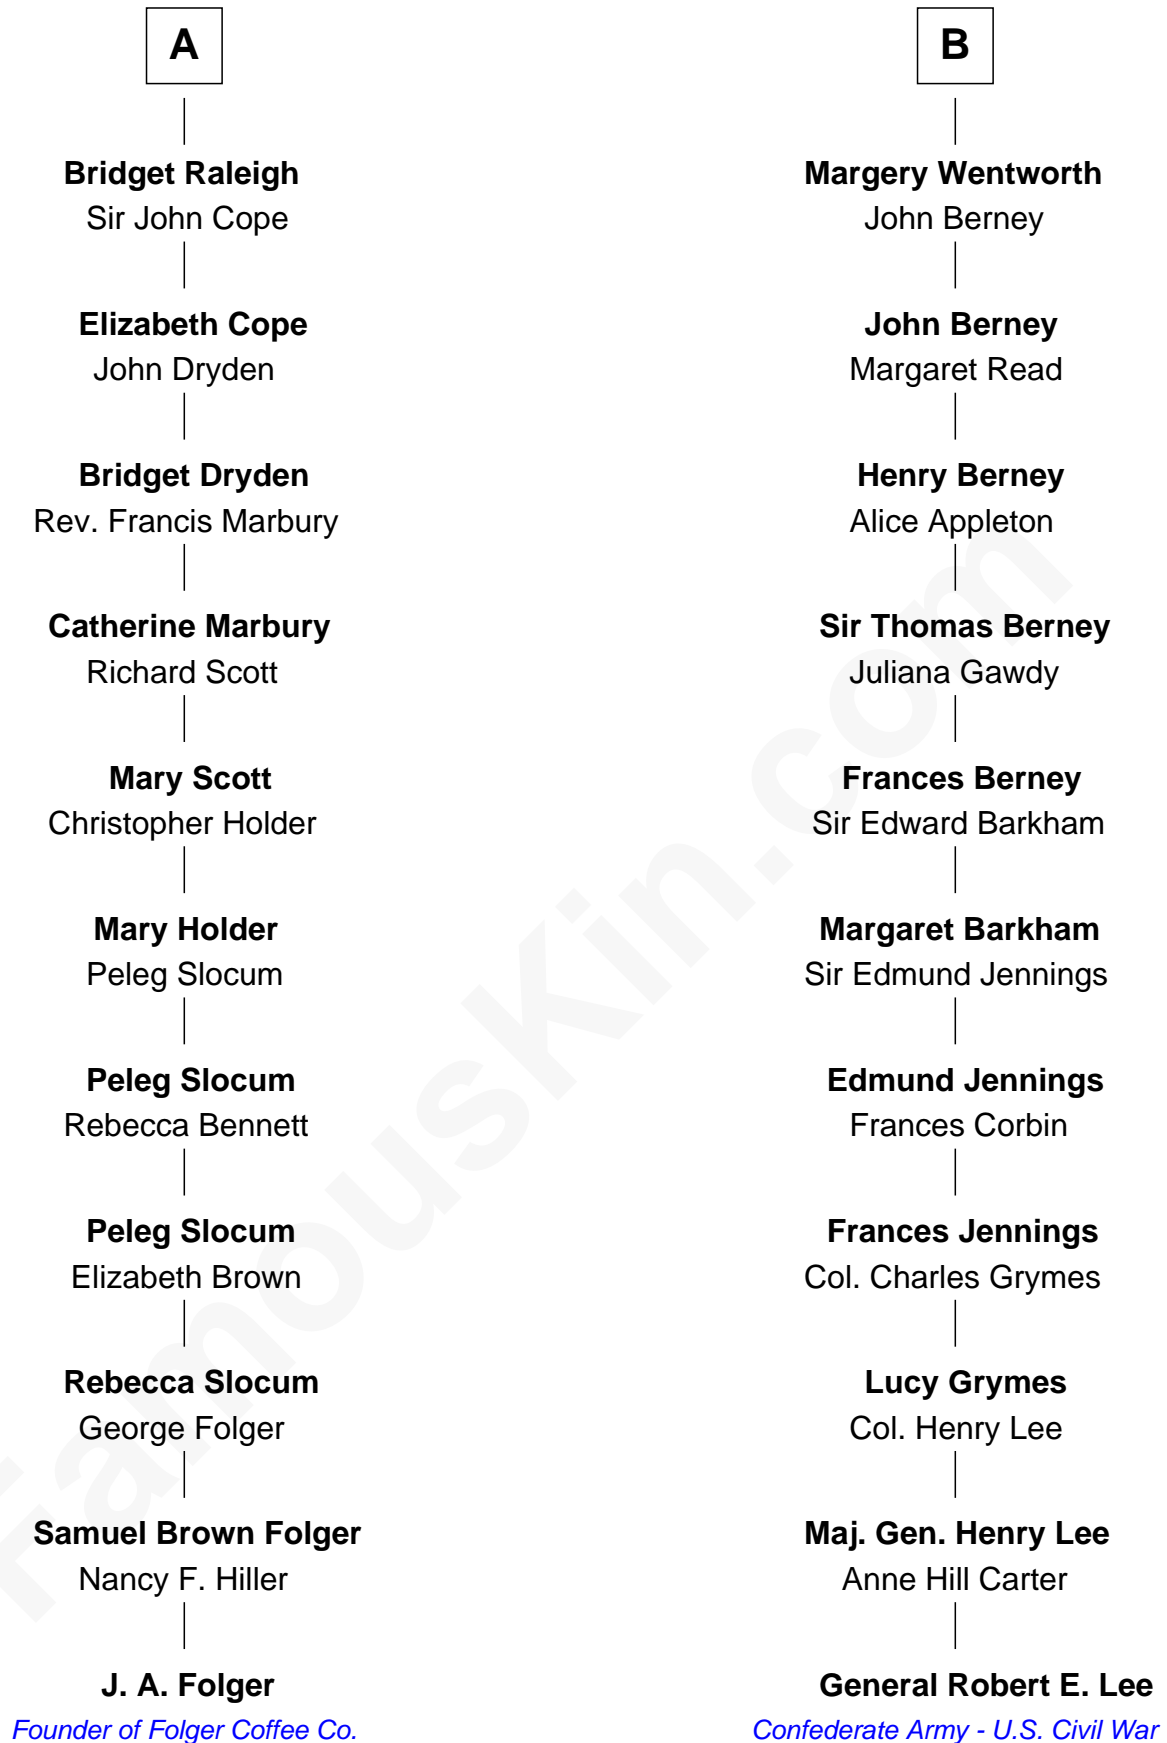 A
Bridget Raleigh
Sir John Cope
Elizabeth Cope
John Dryden
Bridget Dryden
Rev. Francis Marbury
Catherine Marbury
Richard Scott
Mary Scott
Christopher Holder
Mary Holder
Peleg Slocum
Peleg Slocum
Rebecca Bennett
Peleg Slocum
Elizabeth Brown
Rebecca Slocum
George Folger
Samuel Brown Folger
Nancy F. Hiller
J. A. Folger
Founder of Folger Coffee Co.
B
Margery Wentworth
John Berney
John Berney
Margaret Read
Henry Berney
Alice Appleton
Sir Thomas Berney
Juliana Gawdy
Frances Berney
Sir Edward Barkham
Margaret Barkham
Sir Edmund Jennings
Edmund Jennings
Frances Corbin
Frances Jennings
Col. Charles Grymes
Lucy Grymes
Col. Henry Lee
Maj. Gen. Henry Lee
Anne Hill Carter
General Robert E. Lee
Confederate Army - U.S. Civil War
FamousKin.com